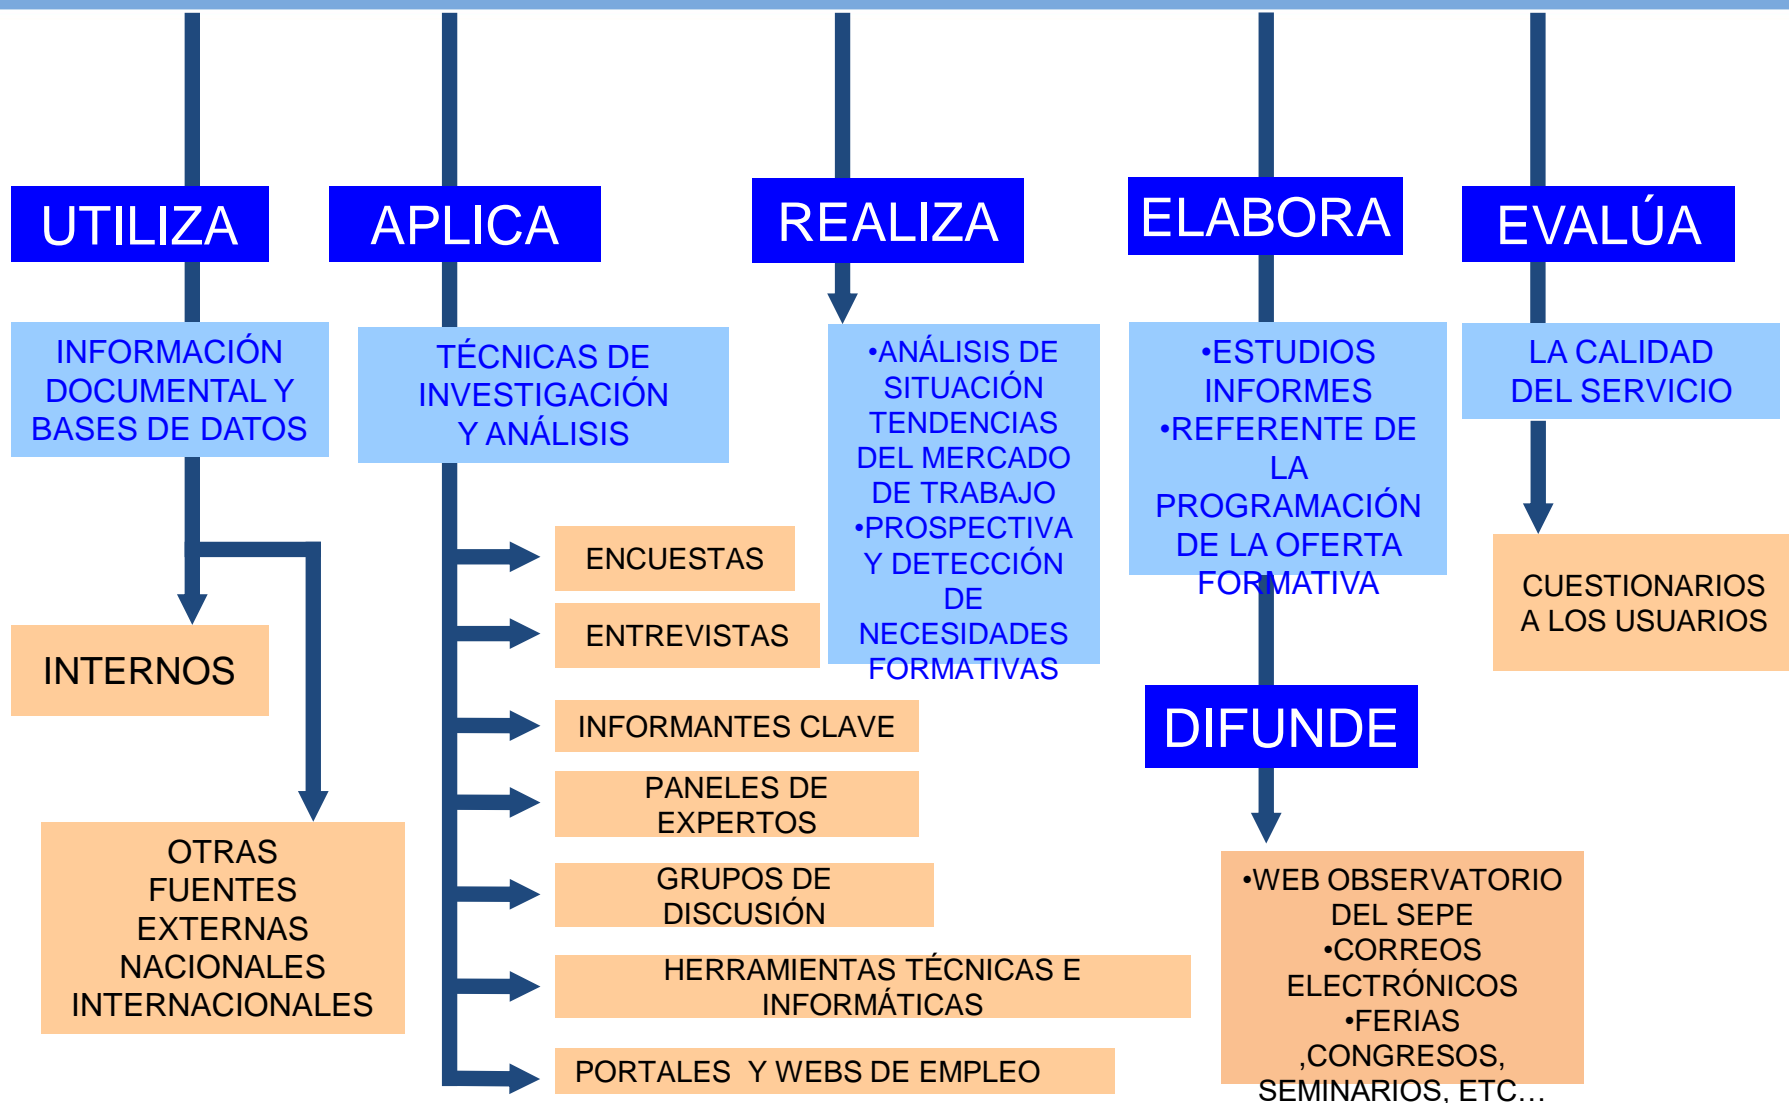 UTILIZA
INFORMACIÓN
DOCUMENTAL Y
BASES DE DATOS
INTERNOS
OTRAS
FUENTES
EXTERNAS
NACIONALES
INTERNACIONALES
APLICA
TÉCNICAS DE
INVESTIGACIÓN
Y ANÁLISIS
ENCUESTAS
ENTREVISTAS
INFORMANTES CLAVE
PANELES DE
EXPERTOS
GRUPOS DE
DISCUSIÓN
HERRAMIENTAS TÉCNICAS E
INFORMÁTICAS
PORTALES Y WEBS DE EMPLEO
REALIZA
•ANÁLISIS DE
SITUACIÓN
TENDENCIAS
DEL MERCADO
DE TRABAJO
•PROSPECTIVA
Y DETECCIÓN
DE
NECESIDADES
FORMATIVAS
ELABORA
•ESTUDIOS
INFORMES
•REFERENTE DE
LA
PROGRAMACIÓN
DE LA OFERTA
FORMATIVA
DIFUNDE
•WEB OBSERVATORIO
DEL SEPE
•CORREOS
ELECTRÓNICOS
•FERIAS
,CONGRESOS,
SEMINARIOS, ETC…
EVALÚA
LA CALIDAD
DEL SERVICIO
CUESTIONARIOS
A LOS USUARIOS